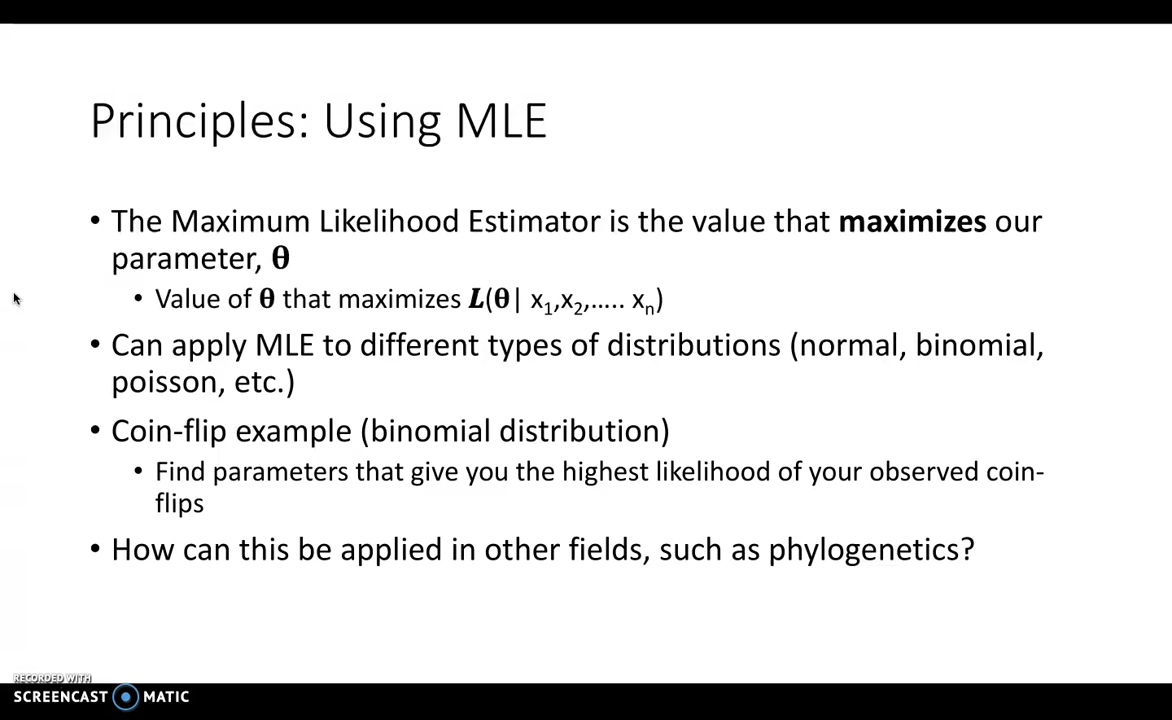 Principles: Using MLE
• The Maximum Likelihood Estimator is the value that maximizes our
parameter, θ
• Value of θ that maximizes L(θ| x₁,x₂,..... xₙ)
• Can apply MLE to different types of distributions (normal, binomial,
poisson, etc.)
• Coin-flip example (binomial distribution)
• Find parameters that give you the highest likelihood of your observed coin-
flips
• How can this be applied in other fields, such as phylogenetics?
RECORDED WITH
SCREENCAST MATIC